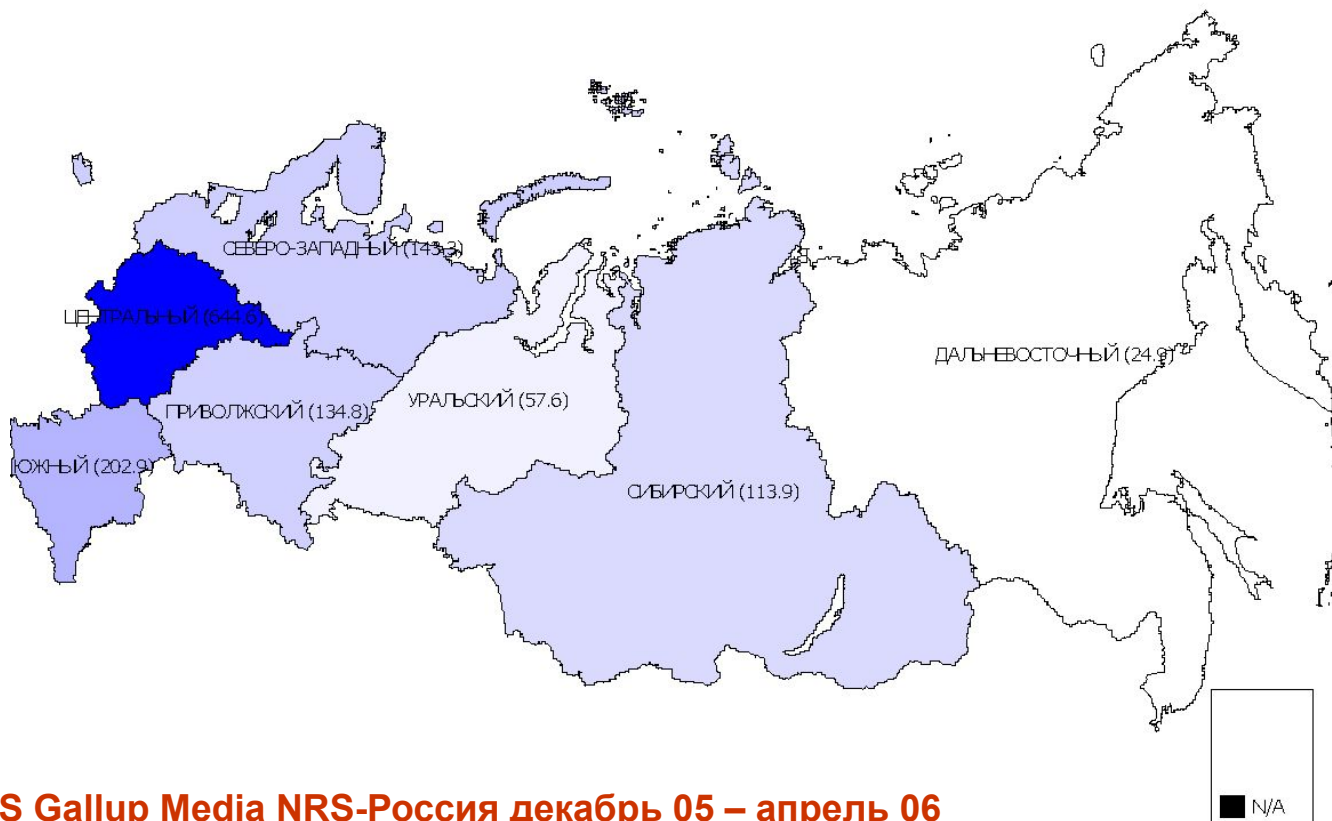 СЕВЕРО-ЗАПАДНЫЙ (143.3)
ЦЕНТРАЛЬНЫЙ (644.6)
ДАЛЬНЕВОСТОЧНЫЙ (24.9)
УРАЛЬСКИЙ (57.6)
ПРИВОЛЖСКИЙ (134.8)
ЮЖНЫЙ (202.9)
СИБИРСКИЙ (113.9)
N/A
S Gallup Media NRS-Россия декабрь 05 – апрель 06